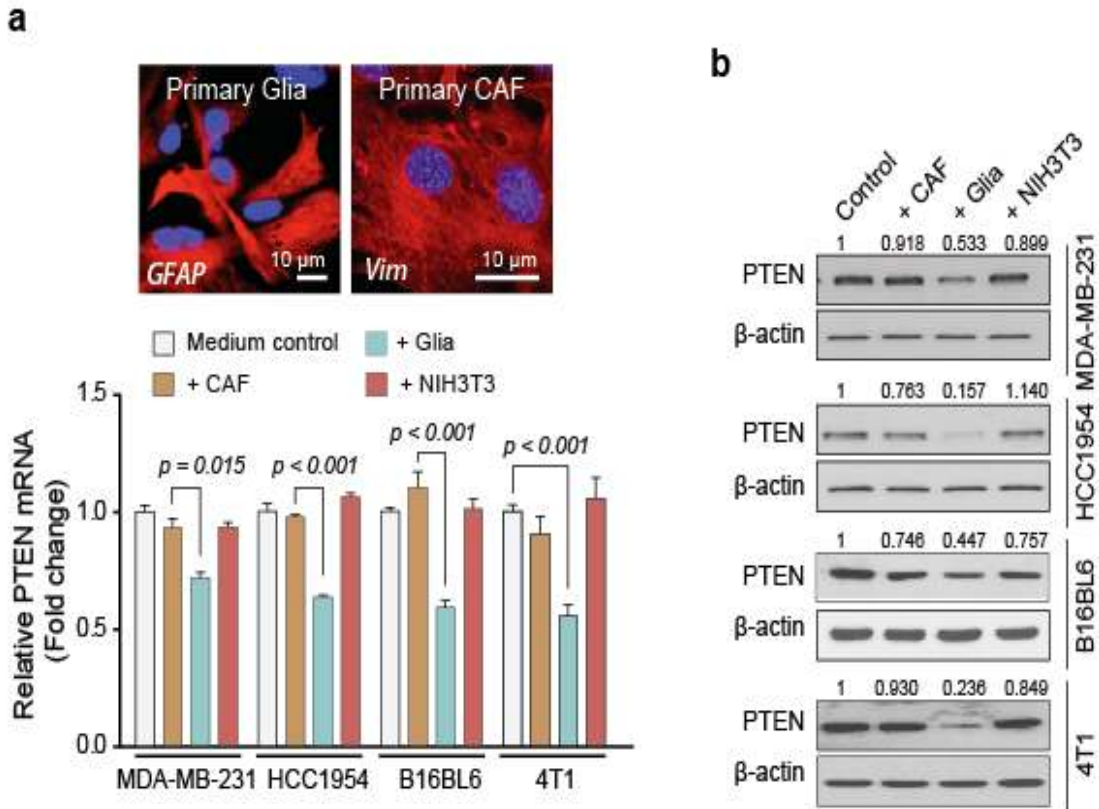 a
Primary Glia
Primary CAF
GFAP
10 µm
Vim
10 µm
Medium control
+ Glia
+ CAF
+ NIH3T3
Relative PTEN mRNA
(Fold change)
1.5
1.0
0.5
0.0
p = 0.015
p < 0.001
p < 0.001
p < 0.001
MDA-MB-231
HCC1954
B16BL6
4T1
b
Control
× CAF
× Glia
× NIH3T3
1 0.918 0.533 0.899
PTEN
β-actin
MDA-MB-231
1 0.763 0.157 1.140
PTEN
β-actin
HCC1954
1 0.746 0.447 0.757
PTEN
β-actin
B16BL6
1 0.930 0.236 0.849
PTEN
β-actin
4T1